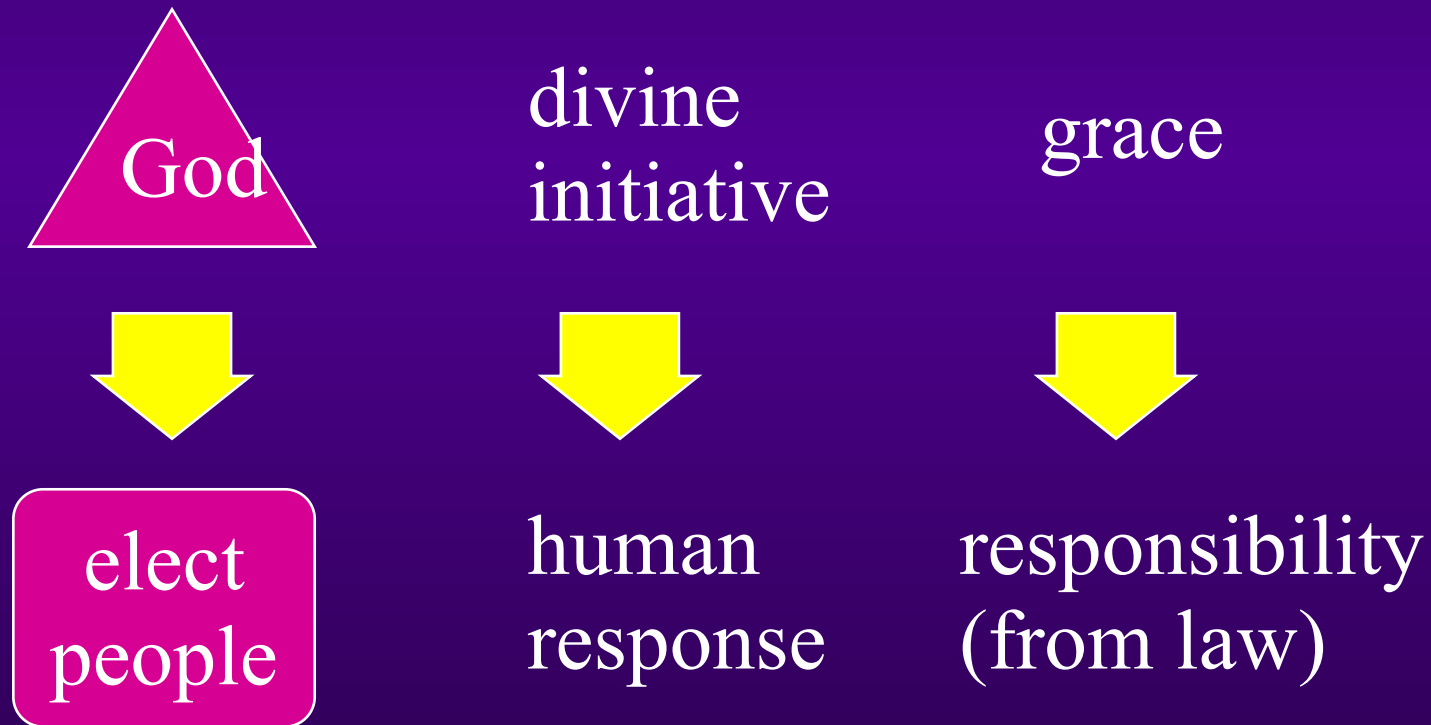 God
divine
initiative
grace
elect
people
human
response
responsibility
(from law)